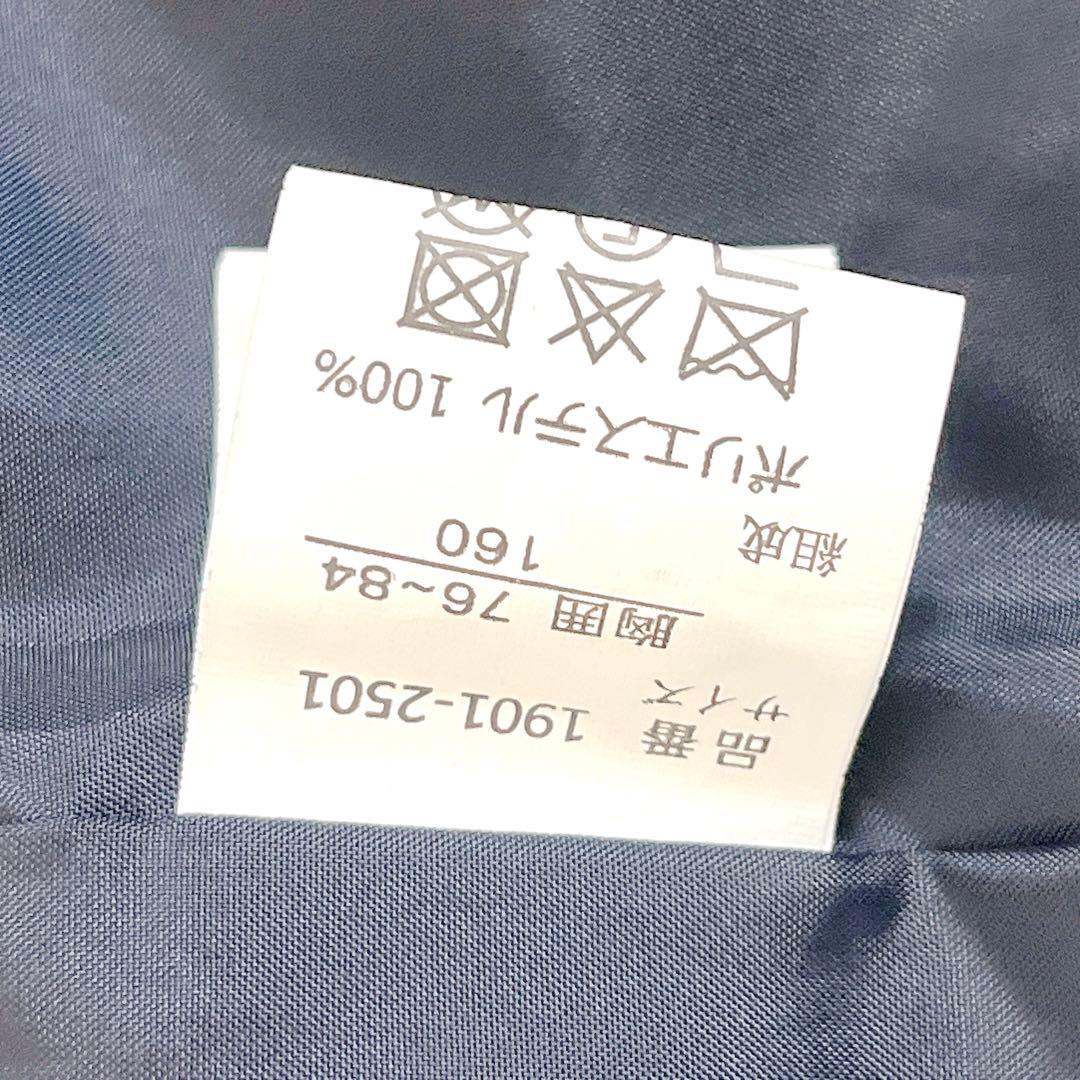 品番 1901-2501
サイズ
胸囲 76~84
160
組成
ポリエステル 100%